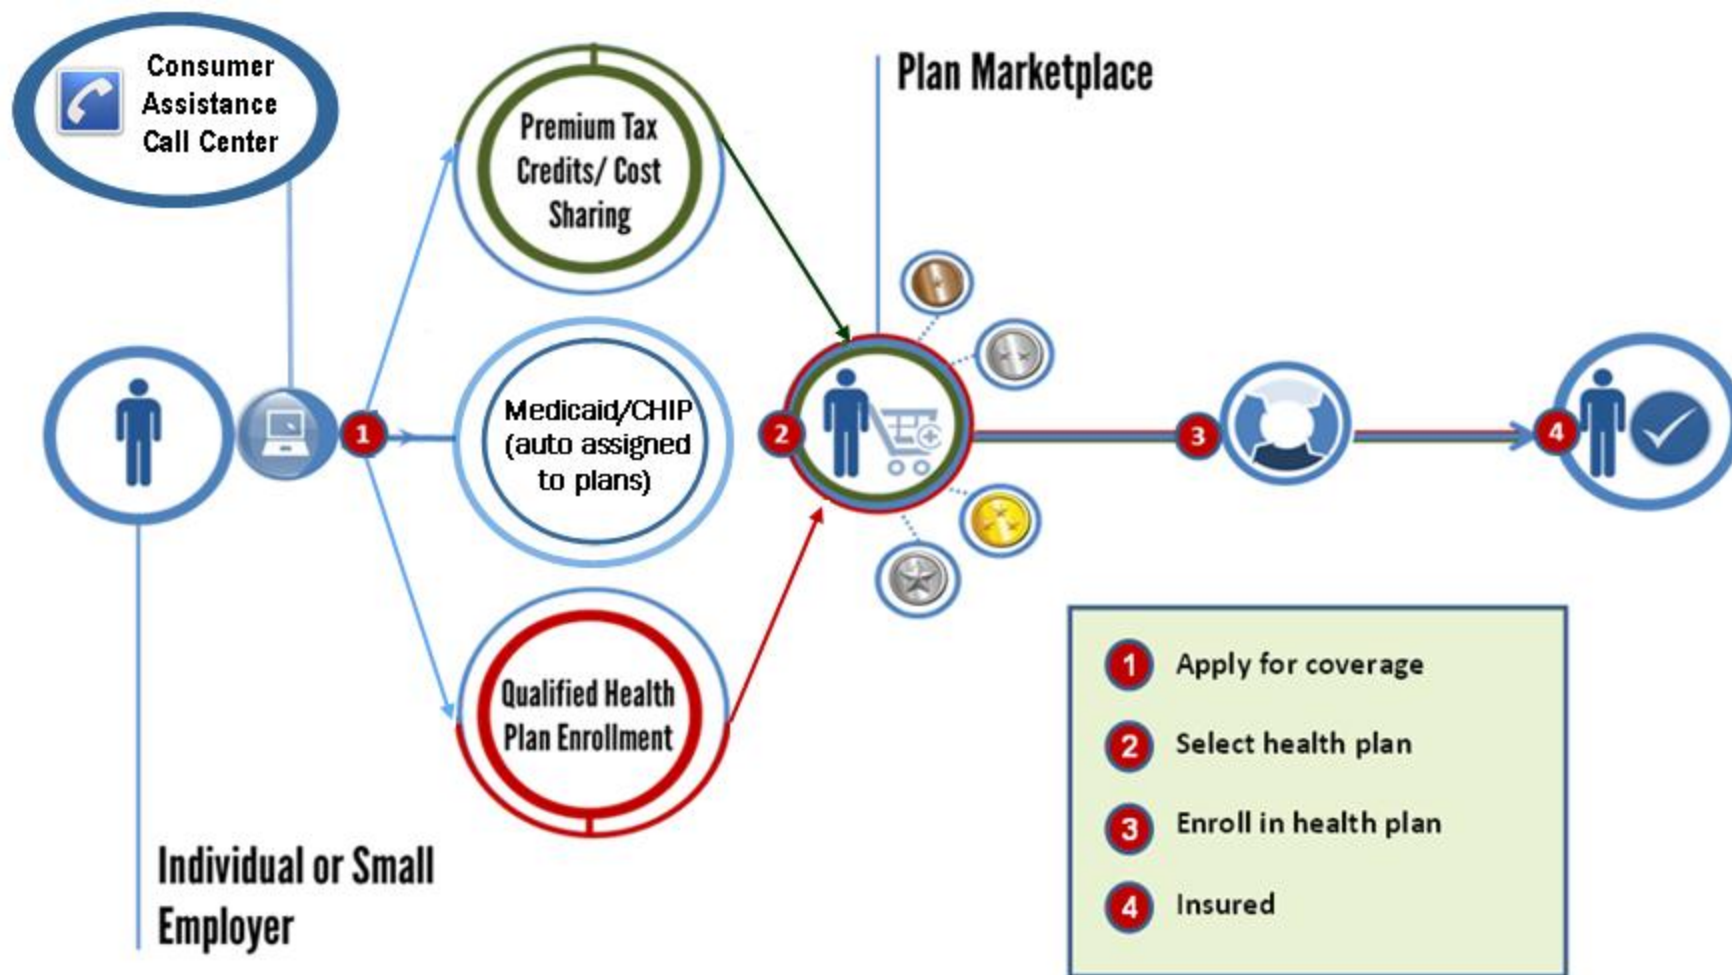 Consumer
Assistance
Call Center
Premium Tax
Credits/ Cost
Sharing
Plan Marketplace
1
Medicaid/CHIP
(auto assigned
to plans)
2
3
4
Qualified Health
Plan Enrollment
Individual or Small
Employer
1 Apply for coverage
2 Select health plan
3 Enroll in health plan
4 Insured